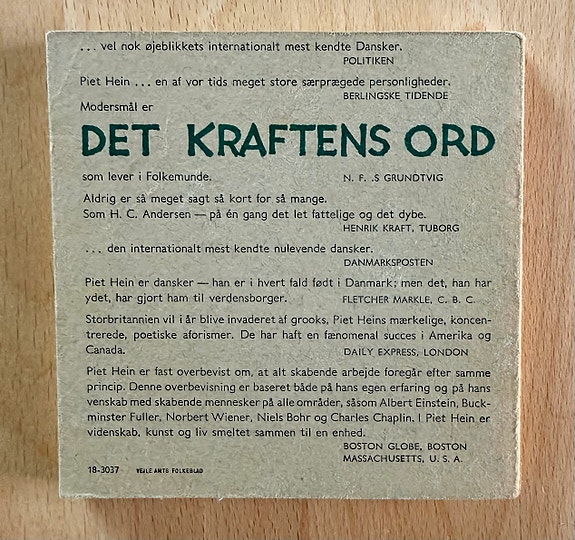 ... vel nok øjeblikkets internationalt mest kendte Dansker.
POLITIKEN
Piet Hein ... en af vor tids meget store særprægede personligheder.
BERLINGSKE TIDENDE
Modersmål er
DET KRAFTENS ORD
som lever i Folkemunde. N. F. .S GRUNDTVIG
Aldrig er så meget sagt så kort for så mange.
Som H. C. Andersen — på én gang det let fattelige og det dybe.
HENRIK KRAFT, TUBORG
... den internationalt mest kendte nulevende dansker.
DANMARKSPOSTEN
Piet Hein er dansker — han er i hvert fald født i Danmark; men det, han har
ydet, har gjort ham til verdensborger. FLETCHER MARKLE, C. B. C.
Storbritannien vil i år blive invaderet af grooks, Piet Heins mærkelige, koncen-
trerede, poetiske aforismer. De har haft en fænomenal succes i Amerika og
Canada. DAILY EXPRESS, LONDON
Piet Hein er fast overbevist om, at alt skabende arbejde foregår efter samme
princip. Denne overbevisning er baseret både på hans egen erfaring og på hans
venskab med skabende mennesker på alle områder, såsom Albert Einstein, Buck-
minster Fuller, Norbert Wiener, Niels Bohr og Charles Chaplin. I Piet Hein er
videnskab, kunst og liv smeltet sammen til en enhed.
BOSTON GLOBE, BOSTON
MASSACHUSETTS, U. S. A.
18-3037 VEJLE AMTS FOLKEBLAD